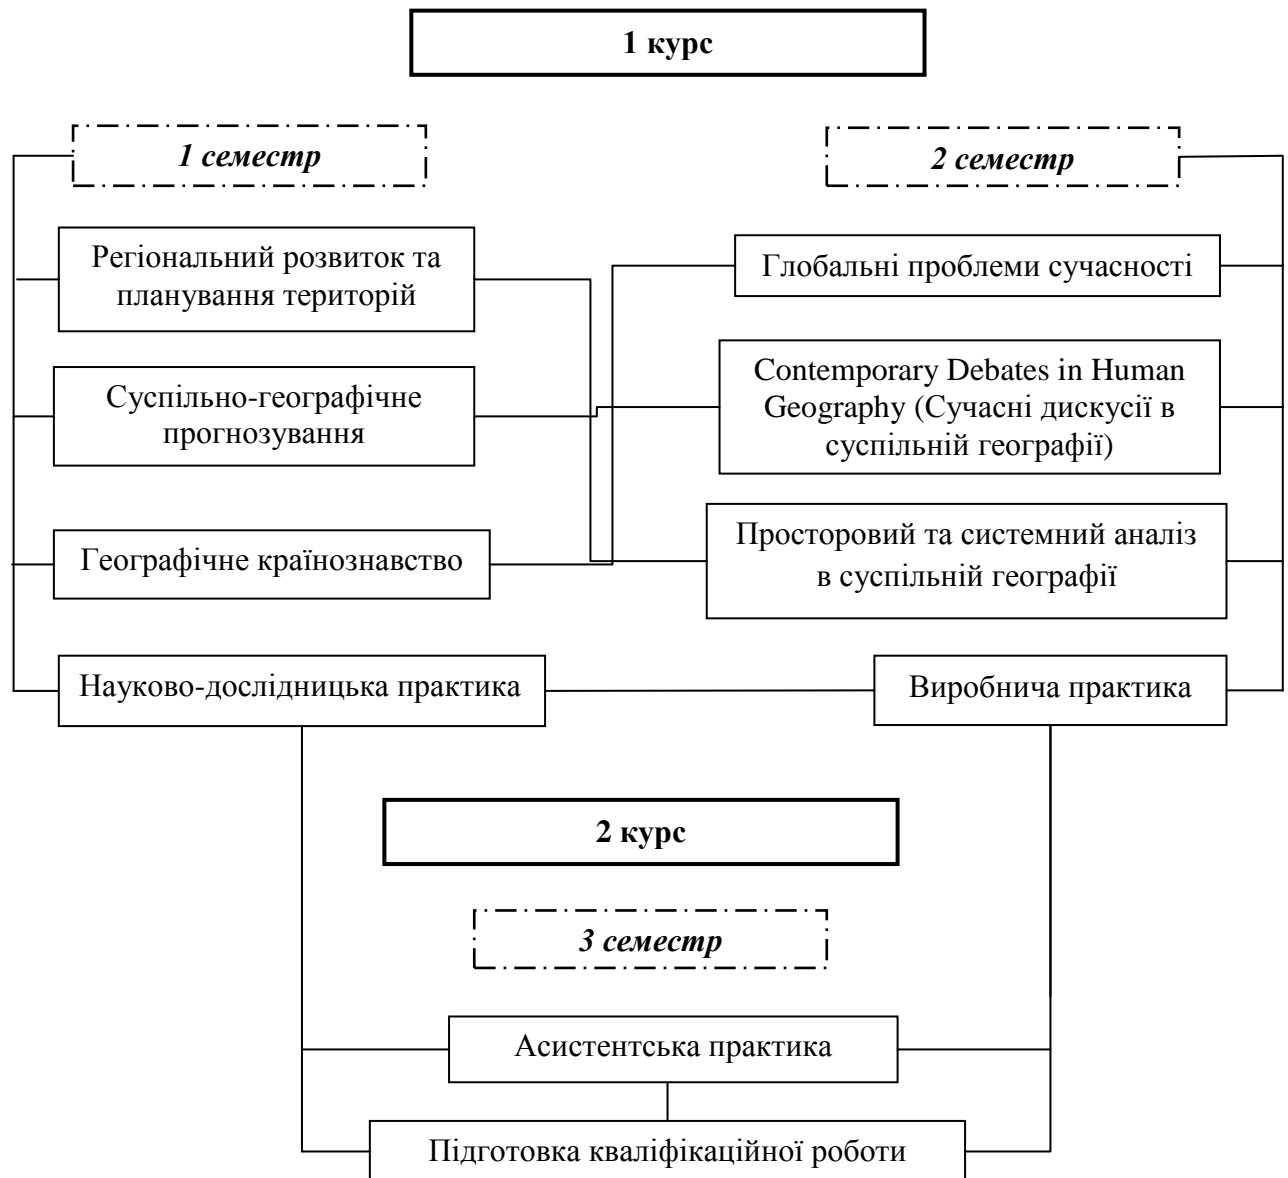 1 курс
1 семестр
2 семестр
Регіональний розвиток та
планування територій
Глобальні проблеми сучасності
Суспільно-географічне
прогнозування
Contemporary Debates in Human
Geography (Сучасні дискусії в
суспільній географії)
Географічне країнознавство
Просторовий та системний аналіз
в суспільній географії
Науково-дослідницька практика
Виробнича практика
2 курс
3 семестр
Асистентська практика
Підготовка кваліфікаційної роботи